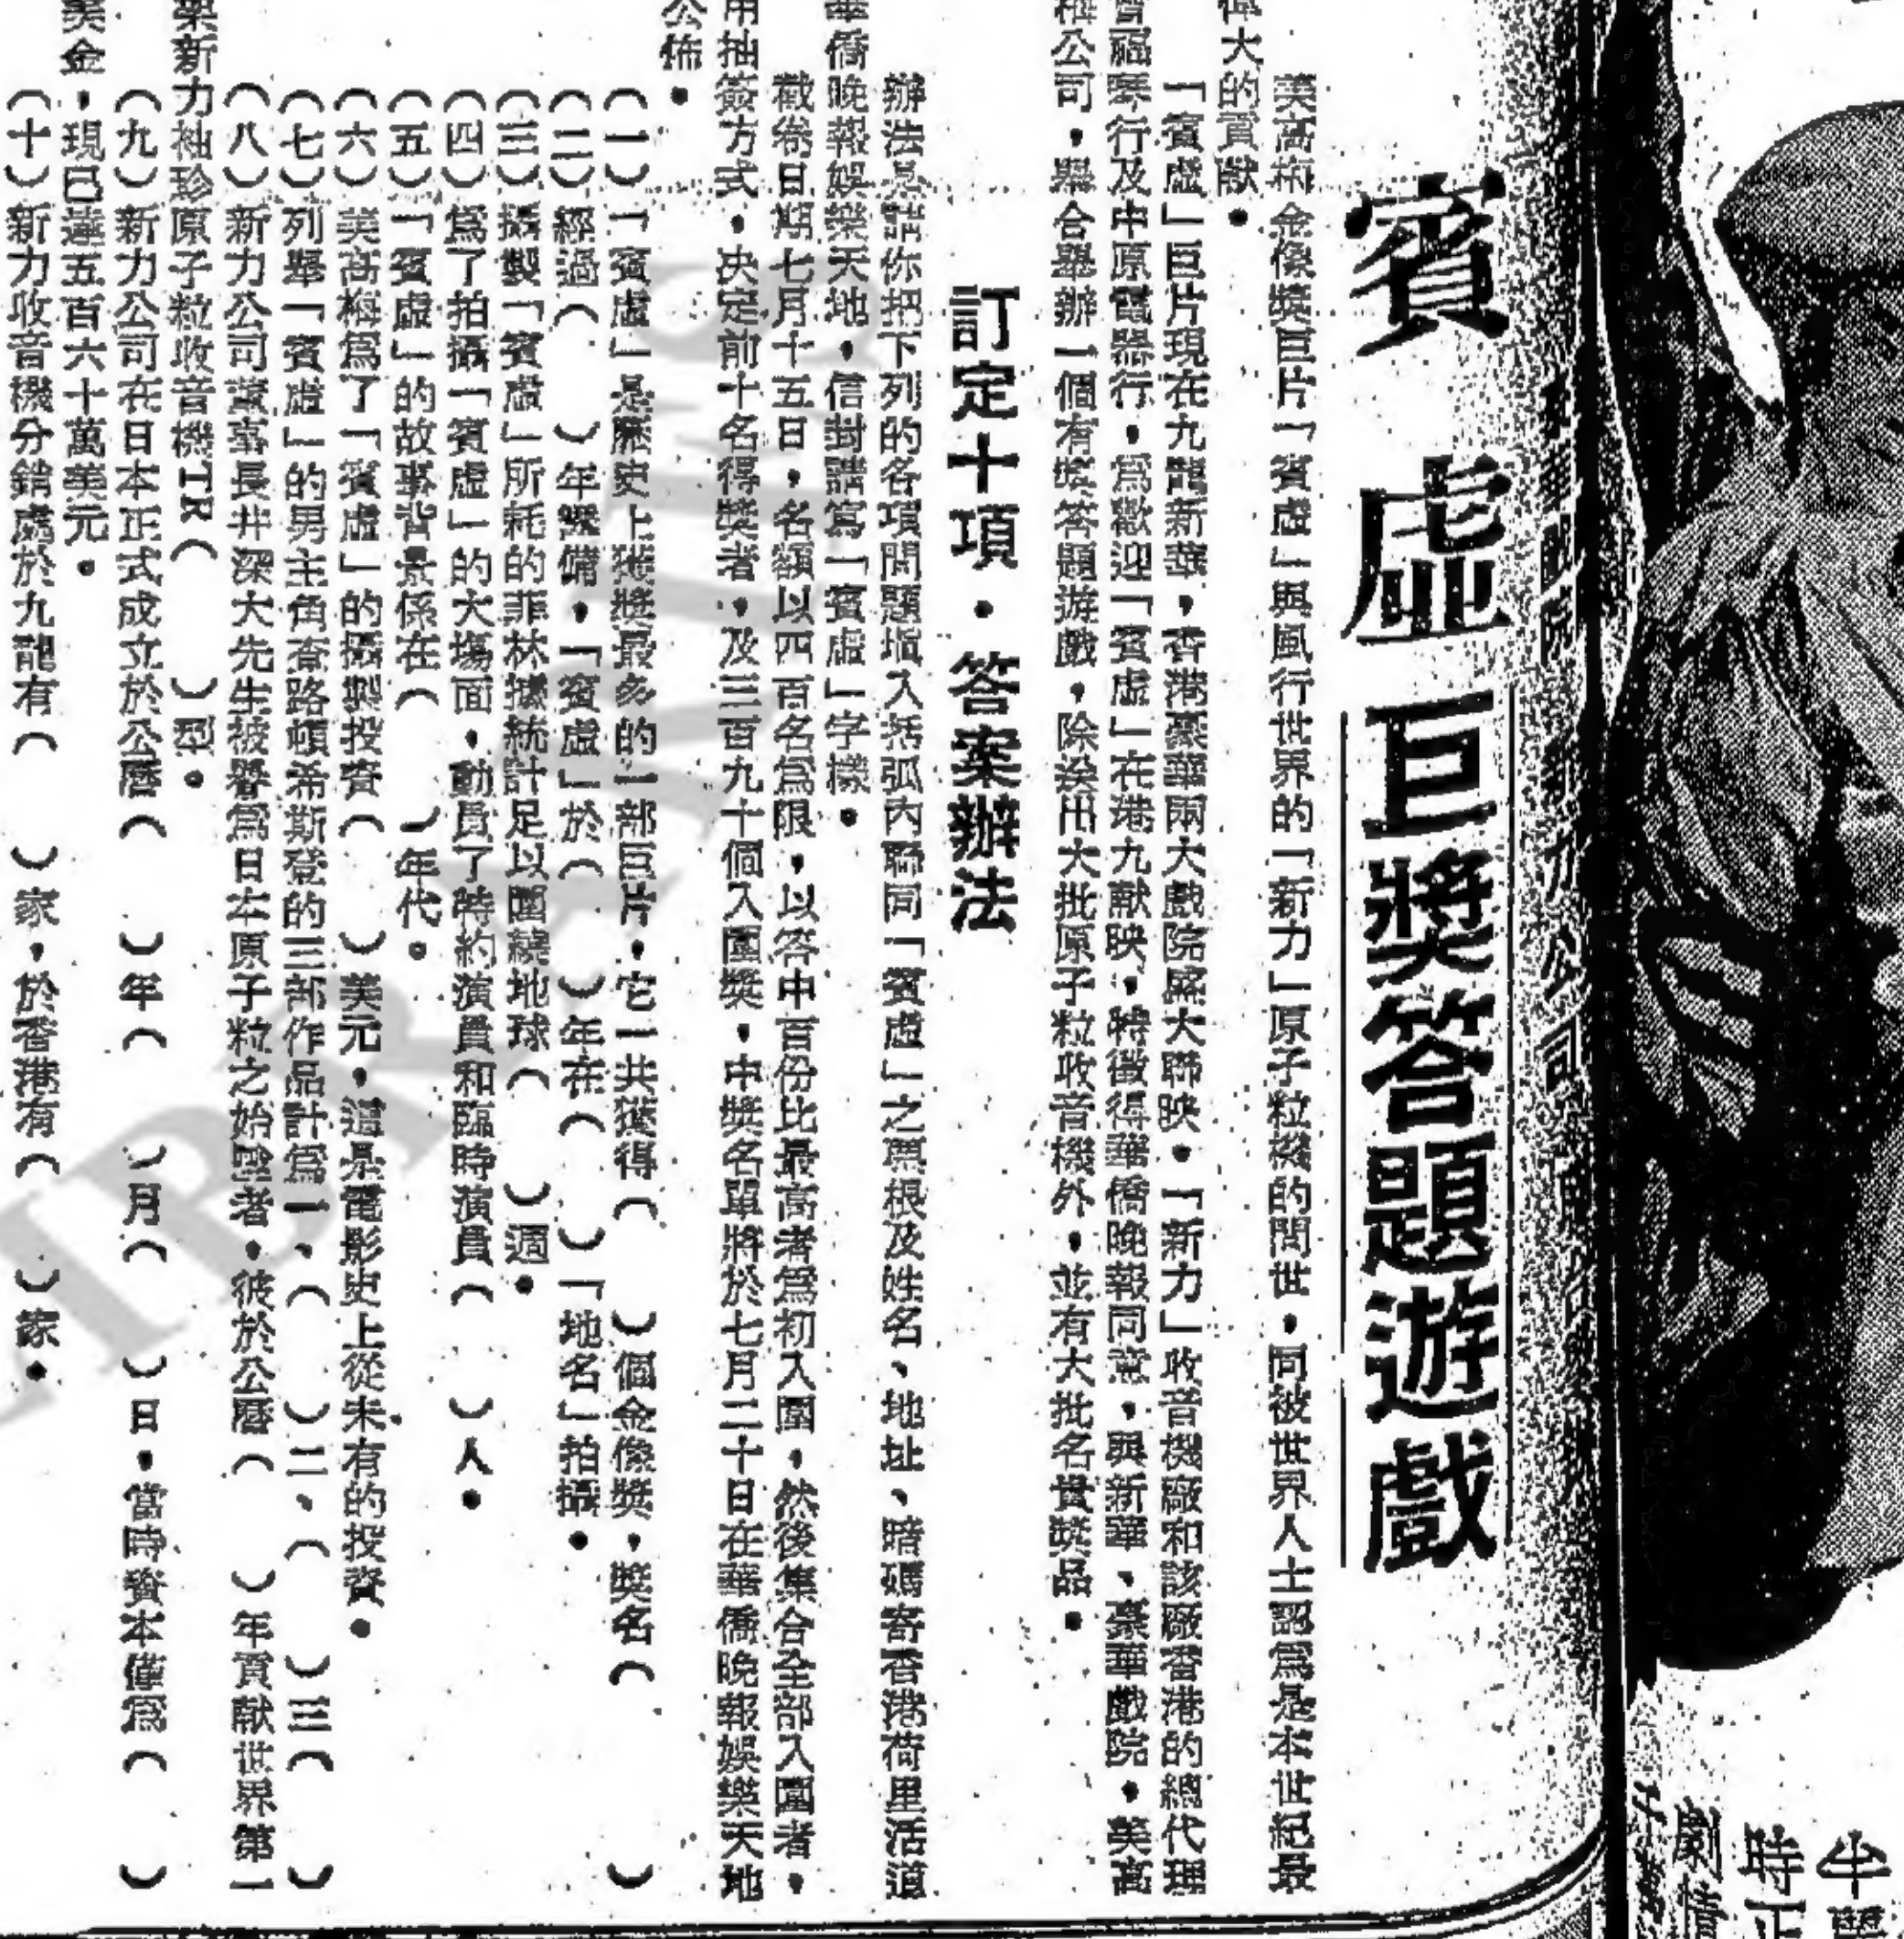 賓虛巨獎答題遊戲
美高梅金像獎巨片「賓虛」與風行世界的「新力」原子粒機的問世，同被世界人士認爲是本世紀最
偉大的貢獻。
「賓虛」巨片現在九龍新華，香港豪華兩大戲院盛大聯映。「新力」收音機廠和該廠香港的總代理
福琴行及中原電器行，爲歡迎「賓虛」在港九献映，特徵得華僑晚報同意，與新華、豪華戲院，美高
梅公司，聯合舉辦一個有獎答題游戲，除送出大批原子粒收音機外，並有大批名貴獎品。
訂定十項·答案辦法
辦法是請你把下列的各項問題塡入括弧內聯同「賓虛」之票根及姓名、地址、暗碼寄香港荷里活道
華僑晚報娛樂天地，信封請寫「賓虛」字樣。
截卷日期七月十五日，名額以四百名爲限，以答中百份比最高者爲初入圍，然後集合全部入圍者，
用抽簽方式，决定前十名得獎者，及三百九十個入圍獎，中獎名單將於七月二十日在華僑晚報娛樂天地
公佈。
（一）「賓虛」是歷史上獲獎最多的一部巨片，它一共獲得（　）個金像獎，獎名（　）
（二）經過（　）年籌備，「賓虛」於（　）年在（　）「地名」拍攝。
（三）攝製「賓虛」所耗的菲林據統計足以圍繞地球（　）週。
（四）爲了拍攝「賓虛」的大場面，動員了特約演員和臨時演員（　）人。
（五）「賓虛」的故事背景係在（　）年代。
（六）美高梅爲了「賓虛」的攝製投資（　）美元，這是電影史上從未有的投資。
（七）列舉「賓虛」的男主角查路頓希斯登的三部作品計爲一、（　）二、（　）三（　）
（八）新力公司董事長井深大先生被譽爲日本原子粒之始創者，彼於公曆（　）年貢献世界第一
架新力袖珍原子粒收音機TR（　）型。
（九）新力公司在日本正式成立於公曆（　）年（　）月（　）日，當時資本僅爲（　）
美金，現已達五百六十萬美元。
（十）新力收音機分銷處於九龍有（　）家，於香港有（　）家。
LIBRARIES
劇情
時正